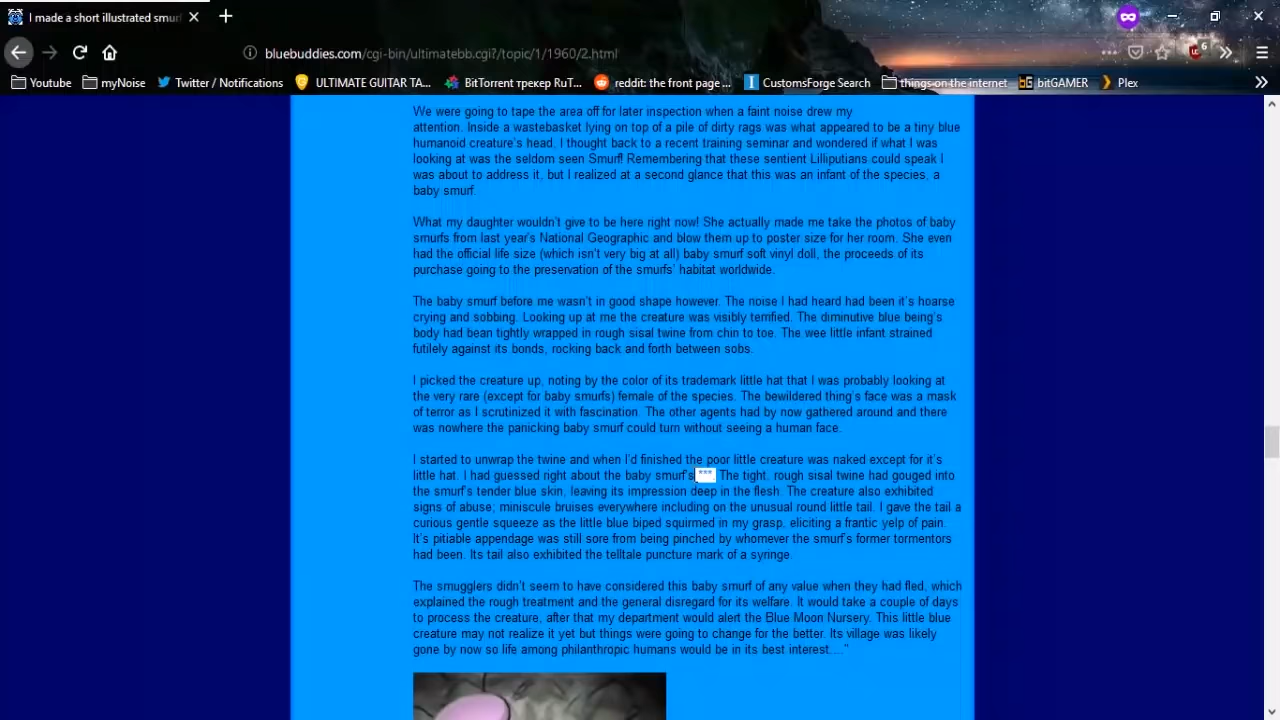 I made a short illustrated smurf
bluebuddies.com/cgi-bin/ultimatebb.cgi?/topic/1/1960/2.html
6
Youtube
myNoise
Twitter / Notifications
ULTIMATE GUITAR TA...
BitTorrent трекер RuT...
reddit: the front page ...
CustomsForge Search
things-on the internet
bitGAMER
Plex
We were going to tape the area off for later inspection when a faint noise drew my
attention. Inside a wastebasket lying on top of a pile of dirty rags was what appeared to be a tiny blue
humanoid creature's head. I thought back to a recent training seminar and wondered if what I was
looking at was the seldom seen Smurf! Remembering that these sentient Lilliputians could speak I
was about to address it, but I realized at a second glance that this was an infant of the species, a
baby smurf.
What my daughter wouldn't give to be here right now! She actually made me take the photos of baby
smurfs from last year's National Geographic and blow them up to poster size for her room. She even
had the official life size (which isn't very big at all) baby smurf soft vinyl doll, the proceeds of its
purchase going to the preservation of the smurfs' habitat worldwide.
The baby smurf before me wasn't in good shape however. The noise I had heard had been it's hoarse
crying and sobbing. Looking up at me the creature was visibly terrified. The diminutive blue being's
body had bean tightly wrapped in rough sisal twine from chin to toe. The wee little infant strained
futilely against its bonds, rocking back and forth between sobs.
I picked the creature up, noting by the color of its trademark little hat that I was probably looking at
the very rare (except for baby smurfs) female of the species. The bewildered thing's face was a mask
of terror as I scrutinized it with fascination. The other agents had by now gathered around and there
was nowhere the panicking baby smurf could turn without seeing a human face.
I started to unwrap the twine and when I'd finished the poor little creature was naked except for it's
little hat. I had guessed right about the baby smurf's *** The tight, rough sisal twine had gouged into
the smurf's tender blue skin, leaving its impression deep in the flesh. The creature also exhibited
signs of abuse; miniscule bruises everywhere including on the unusual round little tail. I gave the tail a
curious gentle squeeze as the little blue biped squirmed in my grasp, eliciting a frantic yelp of pain.
It's pitiable appendage was still sore from being pinched by whomever the smurf's former tormentors
had been. Its tail also exhibited the telltale puncture mark of a syringe.
The smugglers didn't seem to have considered this baby smurf of any value when they had fled, which
explained the rough treatment and the general disregard for its welfare. It would take a couple of days
to process the creature, after that my department would alert the Blue Moon Nursery. This little blue
creature may not realize it yet but things were going to change for the better. Its village was likely
gone by now so life among philanthropic humans would be in its best interest...."